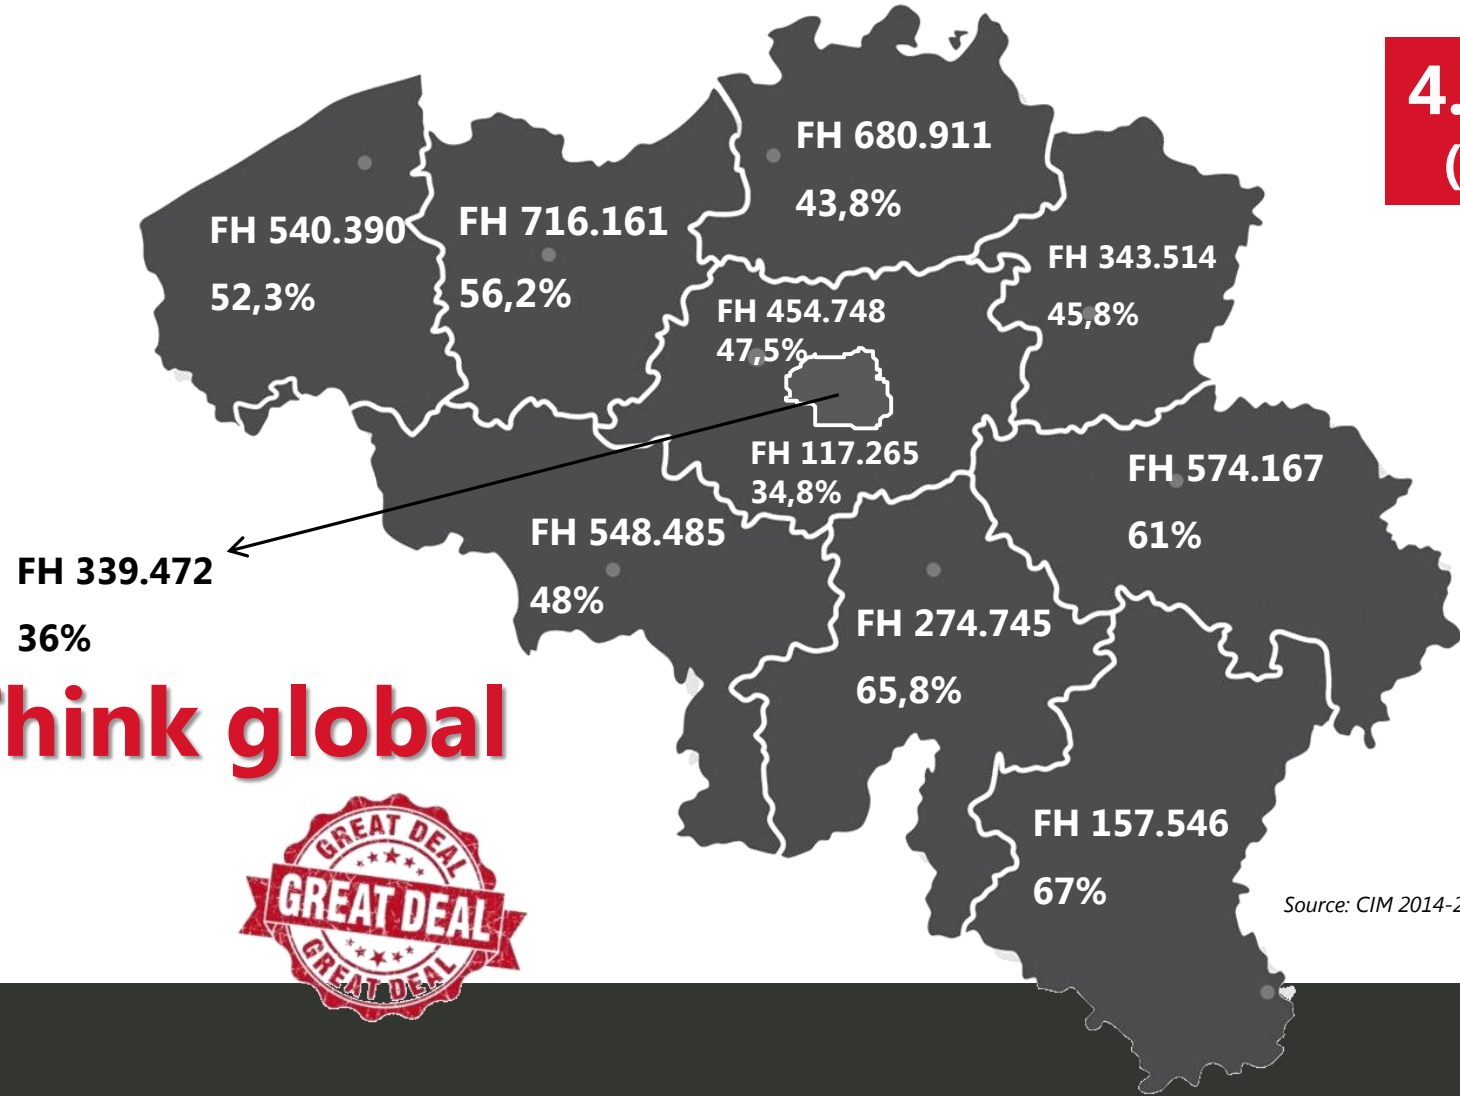 4.
(
FH 680.911
43,8%
FH 540.390
52,3%
FH 716.161
56,2%
FH 343.514
45,8%
FH 454.748
47,5%
FH 117.265
34,8%
FH 574.167
61%
FH 548.485
48%
FH 339.472
36%
FH 274.745
65,8%
Think global
FH 157.546
67%
GREAT DEAL
GREAT DEAL
GREAT DEAL
Source: CIM 2014-2